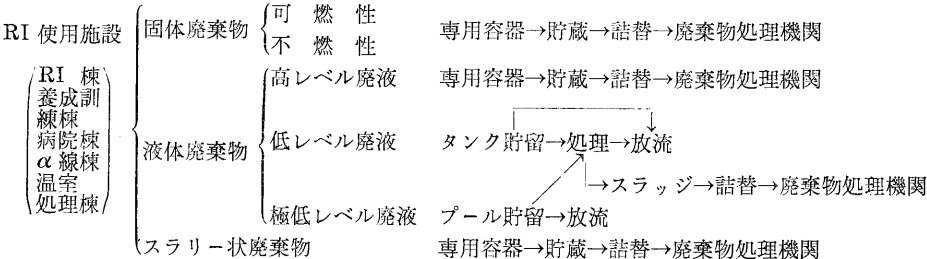 RI 使用施設
RI 棟
養成訓
練棟
病院棟
α線棟
温室
処理棟
固体廃棄物
可燃性 専用容器→貯蔵→詰替→廃棄物処理機関
不燃性
液体廃棄物
高レベル廃液 専用容器→貯蔵→詰替→廃棄物処理機関
低レベル廃液 タンク貯留→処理→放流
→スラッジ→詰替→廃棄物処理機関
極低レベル廃液 プール貯留→放流
スラリー状廃棄物 専用容器→貯蔵→詰替→廃棄物処理機関